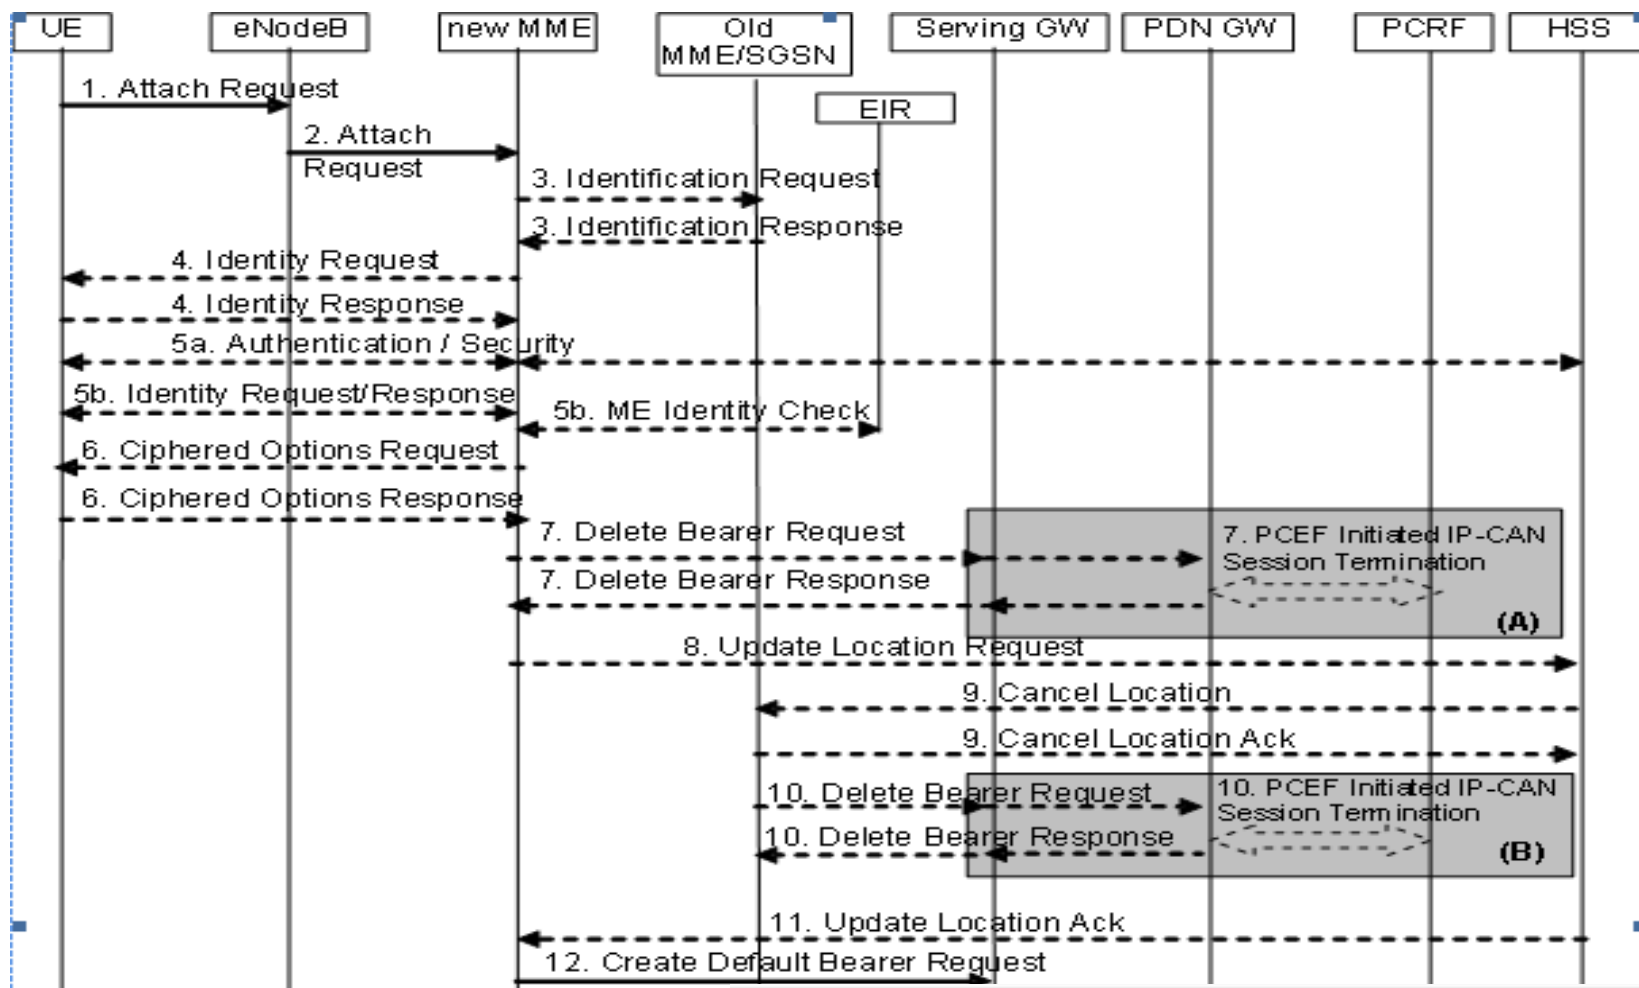 UE
eNodeB
new MME
Old
MME/SGSN
Serving GW
PDN GW
PCRF
HSS
EIR
1. Attach Request
2. Attach
Request
3. Identification Request
3. Identification Response
4. Identity Request
4. Identity Response
5a. Authentication / Security
5b. Identity Request/Response
5b. ME Identity Check
6. Ciphered Options Request
6. Ciphered Options Response
7. Delete Bearer Request
7. PCEF Initiated IP-CAN
Session Termination
7. Delete Bearer Response
(A)
8. Update Location Request
9. Cancel Location
9. Cancel Location Ack
10. Delete Bearer Request
10. PCEF Initiated IP-CAN
Session Termination
10. Delete Bearer Response
(B)
11. Update Location Ack
12. Create Default Bearer Request